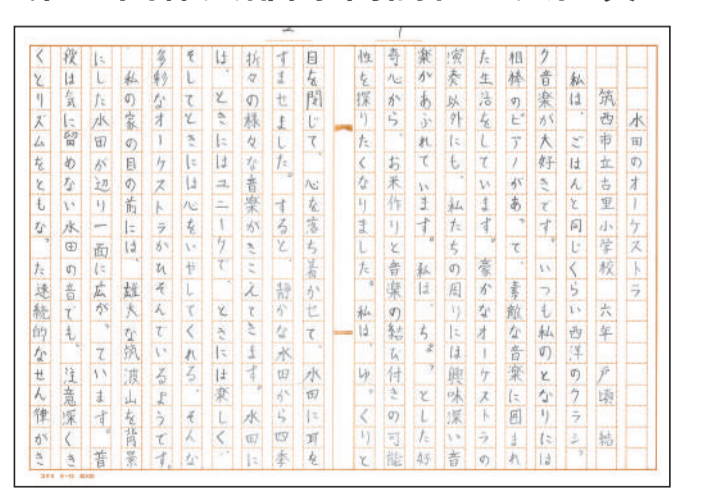 水田のオーケストラ
筑西市立古里小学校 六年 戸頃 結
私は、ごはんと同じくらい西洋のクラシッ
ク音楽が大好きです。いつも私のとなりには
相棒のピアノがあって、素敵な音楽に囲まれ
た生活をしています。豪かなオーケストラの
演奏以外にも、私たちの周りには興味深い音
楽があふれています。私は、ちょっとした好
奇心から、お米作りと音楽の結び付きの可能
性を探りたくなりました。私は、ゆっくりと
目を閉じて、心を落ち着かせて、水田に耳を
すませました。すると、静かな水田から四季
折々の様々な音楽がきこえてきます。水田に
は、ときにはユニークで、ときには楽しく、
そしてときには心をいやしてくれる、そんな
多彩なオーケストラがひそんでいるようです。
私の家の目の前には、雄大な筑波山を背景
にした水田が辺り一面に広がっています。普
段は気に留めない水田の音でも、注意深くき
くとリズムをともなった連続的なせん律がき